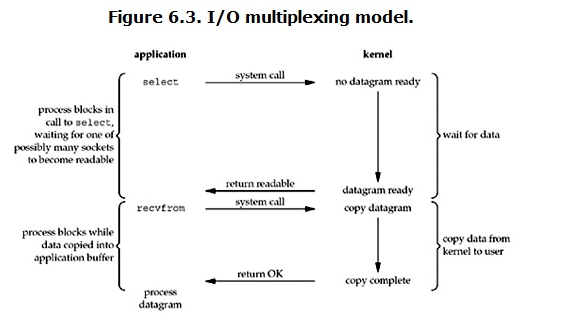 Figure 6.3. I/O multiplexing model.
application
kernel
select
system call
no datagram ready
process blocks in
call to select,
waiting for one of
possibly many sockets
to become readable
wait for data
return readable
datagram ready
recvfrom
system call
copy datagram
process blocks while
data copied into
application buffer
copy data from
kernel to user
return OK
copy complete
process
datagram